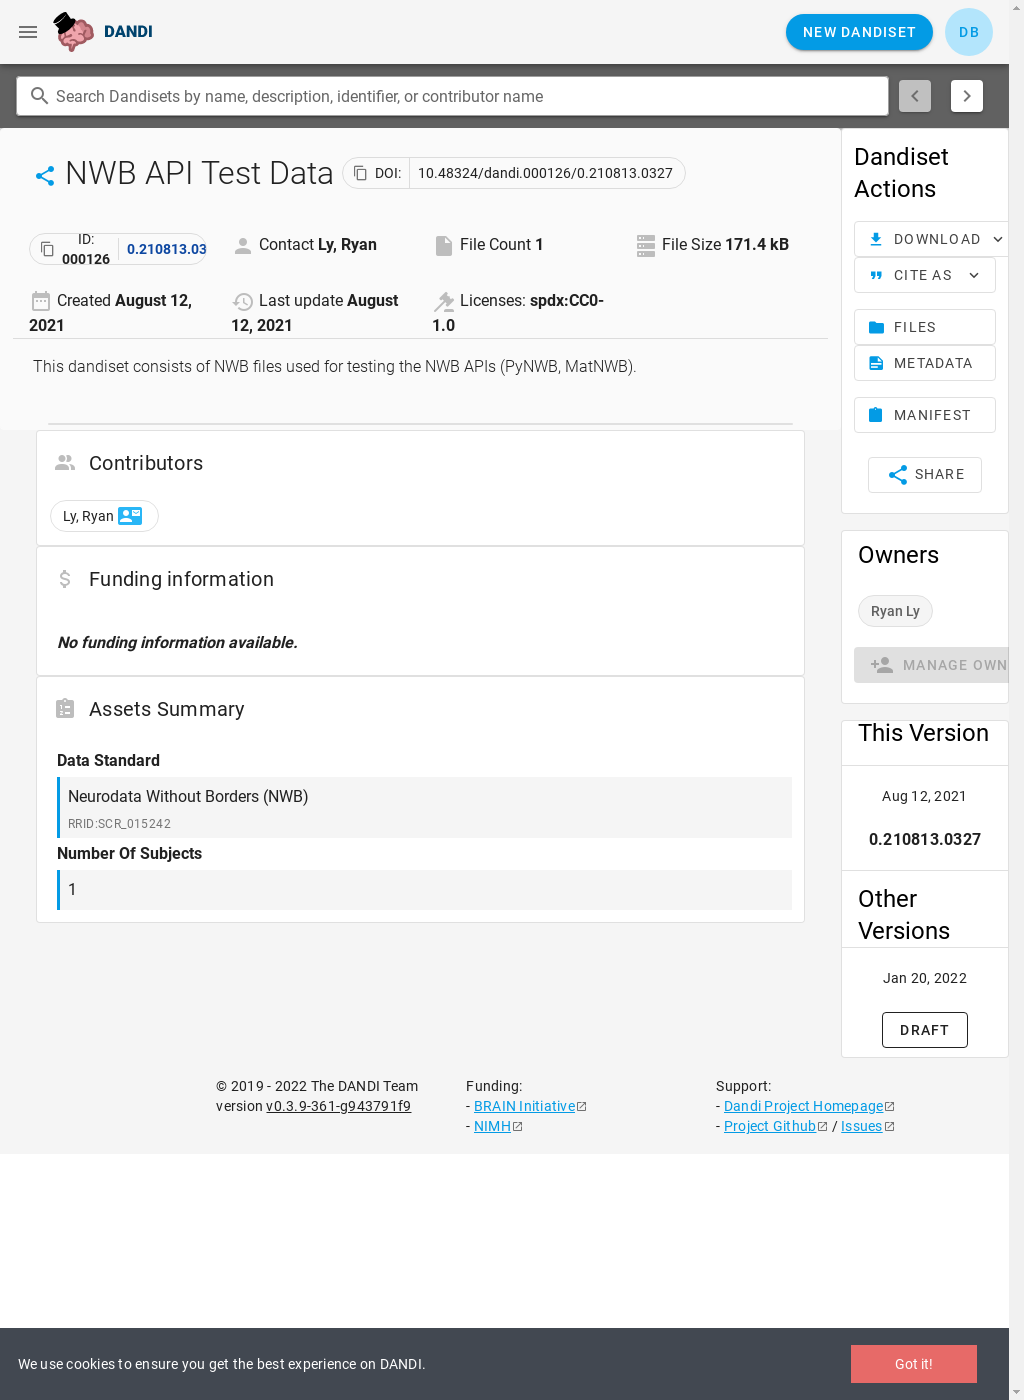 DANDI
NEW DANDISET
DB
Search Dandisets by name, description, identifier, or contributor name
NWB API Test Data
DOI:
10.48324/dandi.000126/0.210813.0327
ID:
000126
0.210813.03
Contact Ly, Ryan
File Count 1
File Size 171.4 kB
Created August 12,
2021
Last update August
12, 2021
Licenses: spdx:CC0-
1.0
This dandiset consists of NWB files used for testing the NWB APIs (PyNWB, MatNWB).
Contributors
Ly, Ryan
Funding information
No funding information available.
Assets Summary
Data Standard
Neurodata Without Borders (NWB)
RRID:SCR_015242
Number Of Subjects
1
Dandiset
Actions
DOWNLOAD
CITE AS
FILES
METADATA
MANIFEST
SHARE
Owners
Ryan Ly
MANAGE OWN
This Version
Aug 12, 2021
0.210813.0327
Other
Versions
Jan 20, 2022
DRAFT
© 2019 - 2022 The DANDI Team
version v0.3.9-361-g943791f9
Funding:
- BRAIN Initiative
- NIMH
Support:
- Dandi Project Homepage
- Project Github / Issues
We use cookies to ensure you get the best experience on DANDI.
Got it!